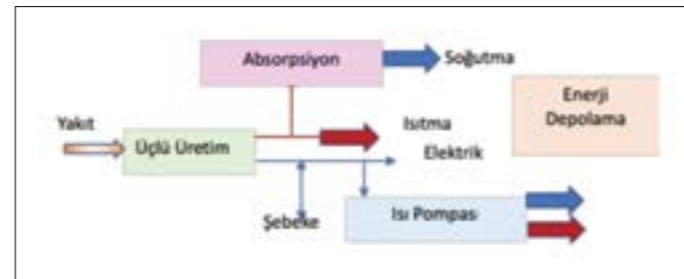 Absorpsiyon
Soğutma
Enerji
Depolama
Yakıt
Üçlü Üretim
Isıtma
Elektrik
Şebeke
Isı Pompası